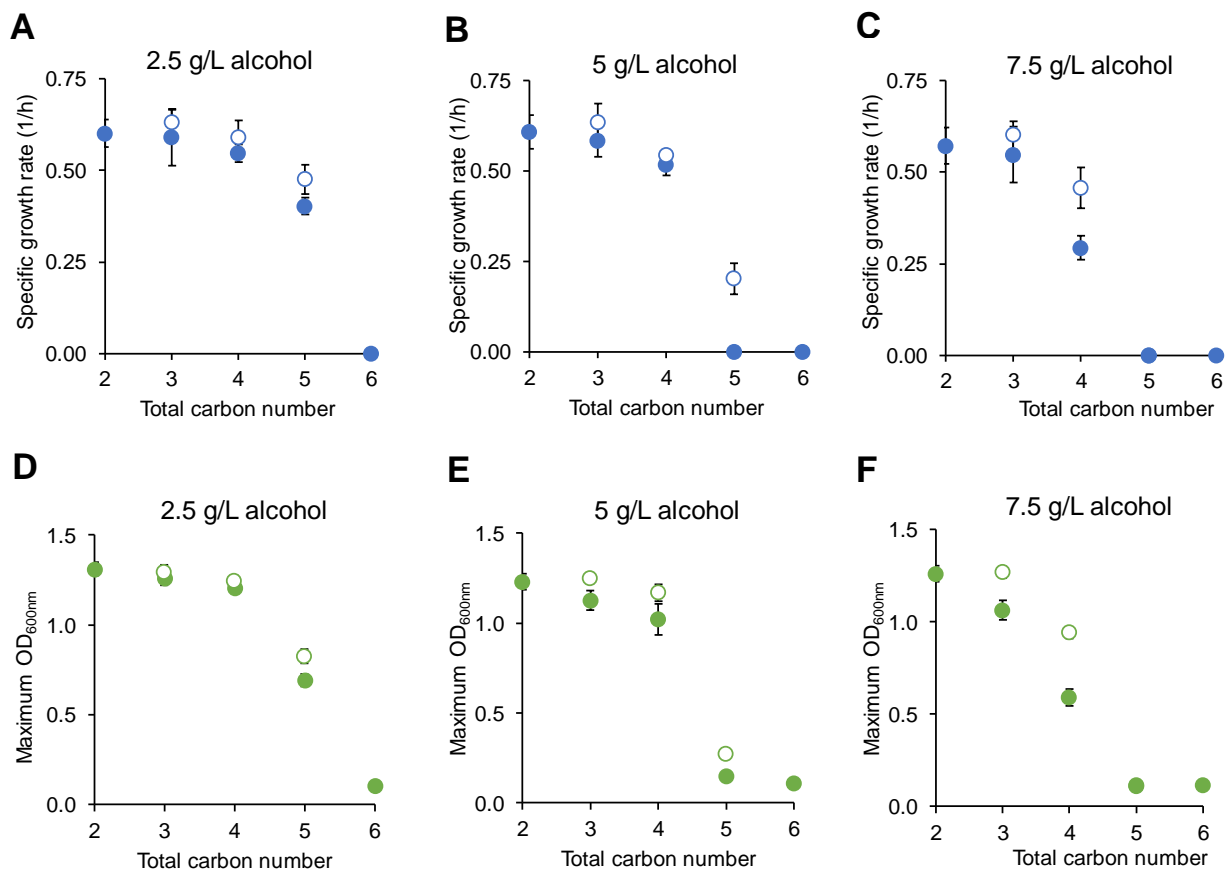 A
2.5 g/L alcohol
Specific growth rate (1/h)
0.75
0.50
0.25
0.00
2 3 4 5 6
Total carbon number
B
5 g/L alcohol
Specific growth rate (1/h)
0.75
0.50
0.25
0.00
2 3 4 5 6
Total carbon number
C
7.5 g/L alcohol
Specific growth rate (1/h)
0.75
0.50
0.25
0.00
2 3 4 5 6
Total carbon number
D
2.5 g/L alcohol
Maximum OD600nm
1.5
1.0
0.5
0.0
2 3 4 5 6
Total carbon number
E
5 g/L alcohol
Maximum OD600nm
1.5
1.0
0.5
0.0
2 3 4 5 6
Total carbon number
F
7.5 g/L alcohol
Maximum OD600nm
1.5
1.0
0.5
0.0
2 3 4 5 6
Total carbon number